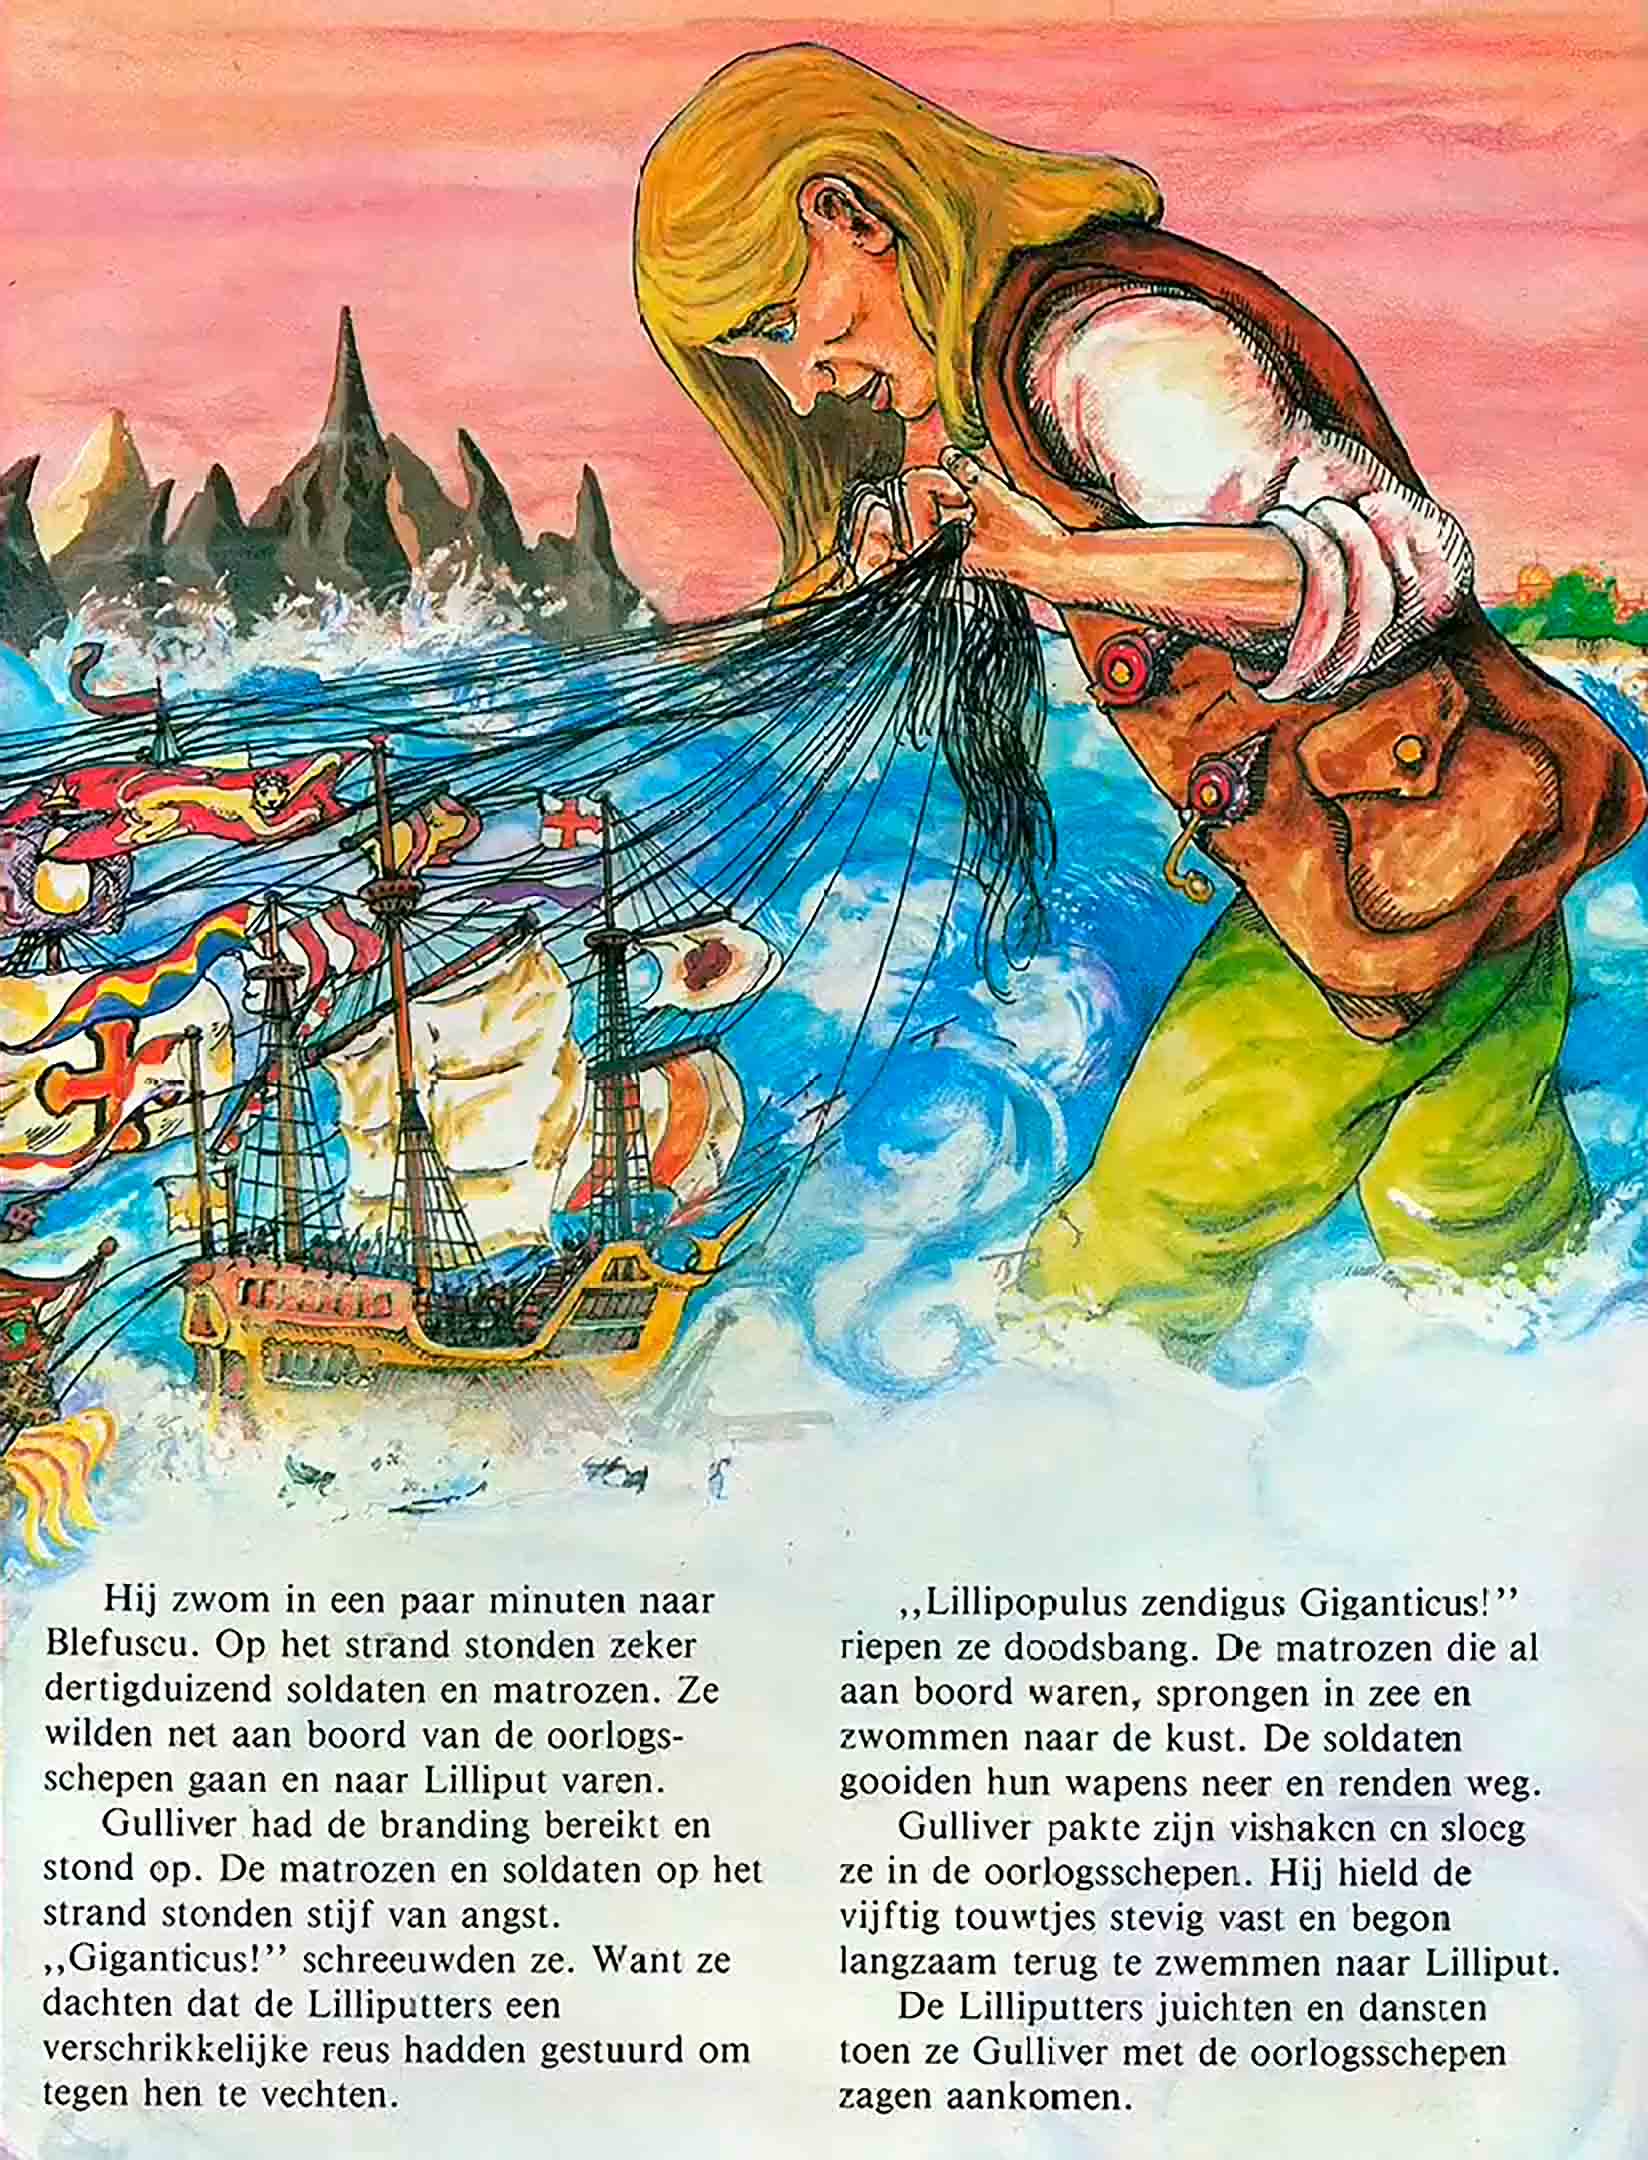 Hij zwom in een paar minuten naar
Blefuscu. Op het strand stonden zeker
dertigduizend soldaten en matrozen. Ze
wilden net aan boord van de oorlogs-
schepen gaan en naar Lilliput varen.
Gulliver had de branding bereikt en
stond op. De matrozen en soldaten op het
strand stonden stijf van angst.
,,Giganticus!’’ schreeuwden ze. Want ze
dachten dat de Lilliputters een
verschrikkelijke reus hadden gestuurd om
tegen hen te vechten.
,,Lillipopulus zendigus Giganticus!’’
riepen ze doodsbang. De matrozen die al
aan boord waren, sprongen in zee en
zwommen naar de kust. De soldaten
gooiden hun wapens neer en renden weg.
Gulliver pakte zijn vishaken en sloeg
ze in de oorlogsschepen. Hij hield de
vijftig touwtjes stevig vast en begon
langzaam terug te zwemmen naar Lilliput.
De Lilliputters juichten en dansten
toen ze Gulliver met de oorlogsschepen
zagen aankomen.